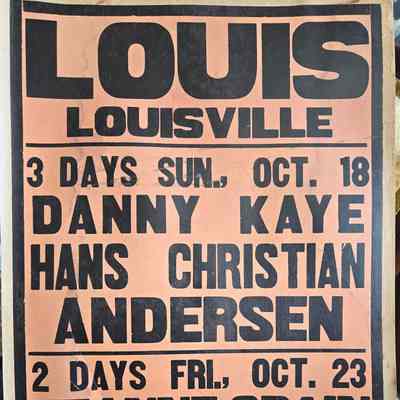 LOUIS
LOUISVILLE
3 DAYS SUN., OCT. 18
DANNY KAYE
HANS CHRISTIAN
ANDERSEN
2 DAYS FRI., OCT. 23